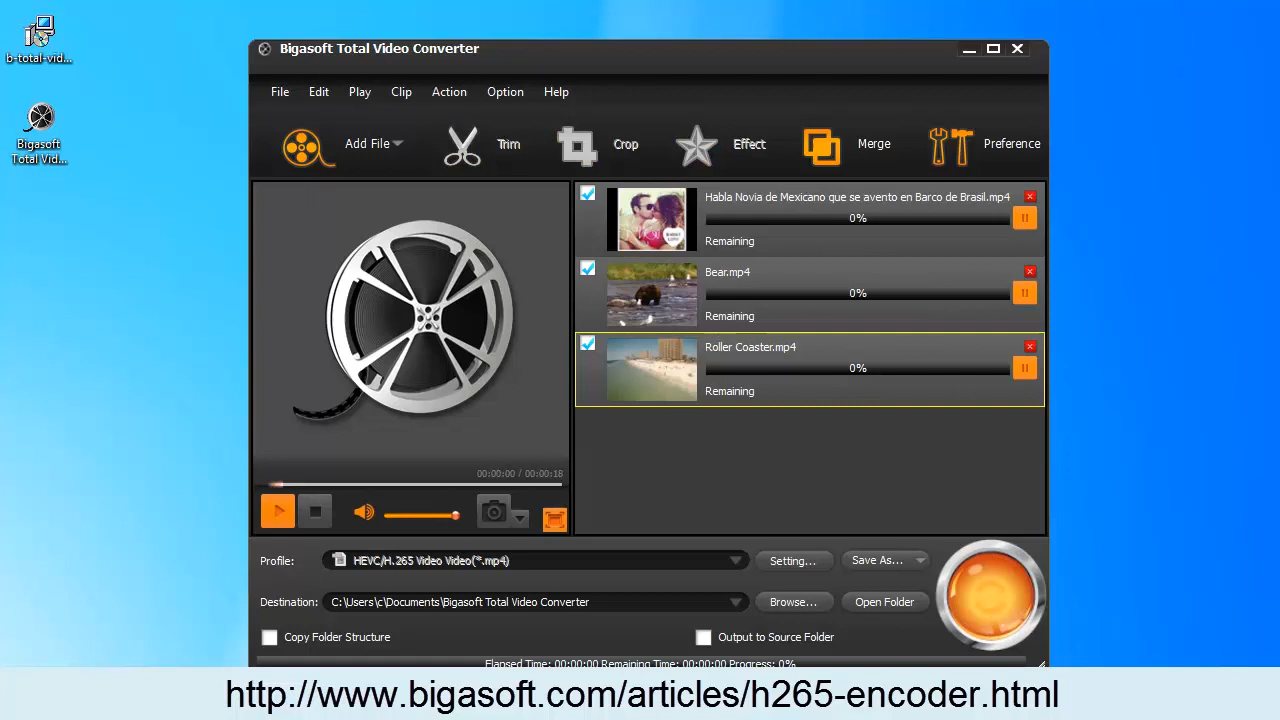 b-total-vid...
Bigasoft
Total Vid...
Bigasoft Total Video Converter
File Edit Play Clip Action Option Help
Add File Trim Crop Effect Merge Preference
Habla Novia de Mexicano que se avento en Barco de Brasil.mp4
0%
Remaining
Bear.mp4
0%
Remaining
Roller Coaster.mp4
0%
Remaining
00:00:00 / 00:00:18
Profile: HEVC/H.265 Video Video(*.mp4) Setting... Save As...
Destination: C:\Users\c\Documents\Bigasoft Total Video Converter Browse... Open Folder
Copy Folder Structure Output to Source Folder
Elapsed Time: 00:00:00 Remaining Time: 00:00:00 Progress: 0%
http://www.bigasoft.com/articles/h265-encoder.html